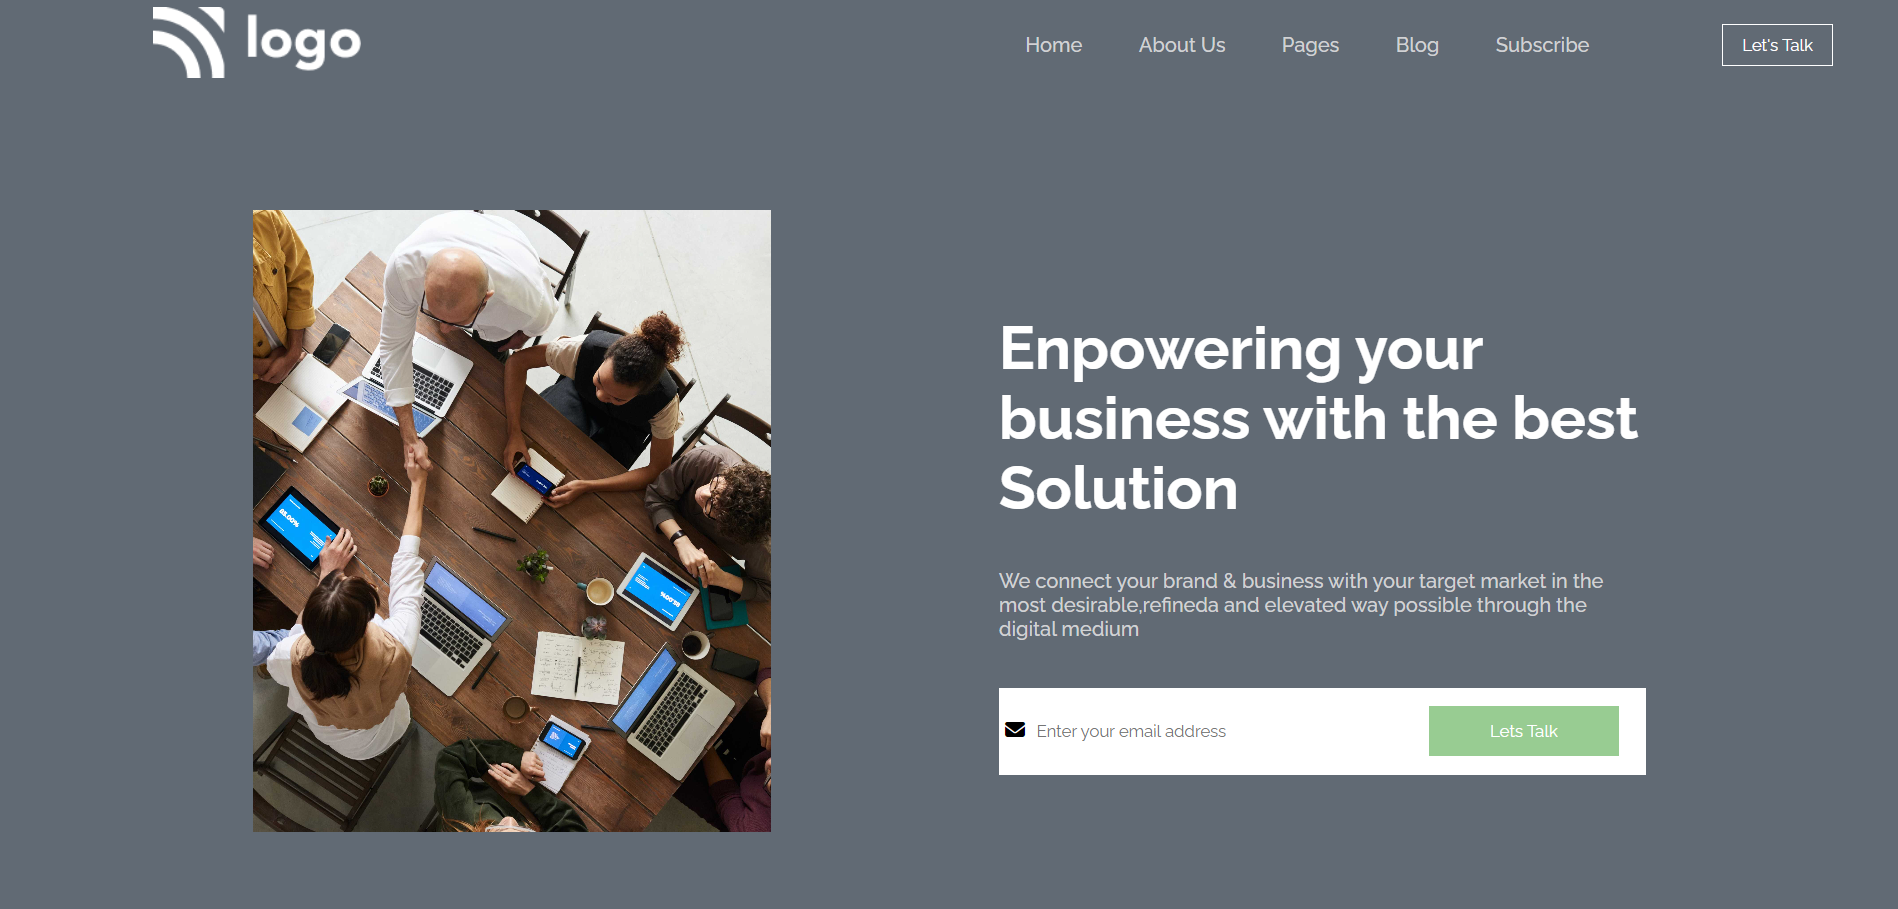 logo
Home About Us Pages Blog Subscribe Let's Talk
Enpowering your
business with the best
Solution
We connect your brand & business with your target market in the
most desirable,refineda and elevated way possible through the
digital medium
Enter your email address Lets Talk